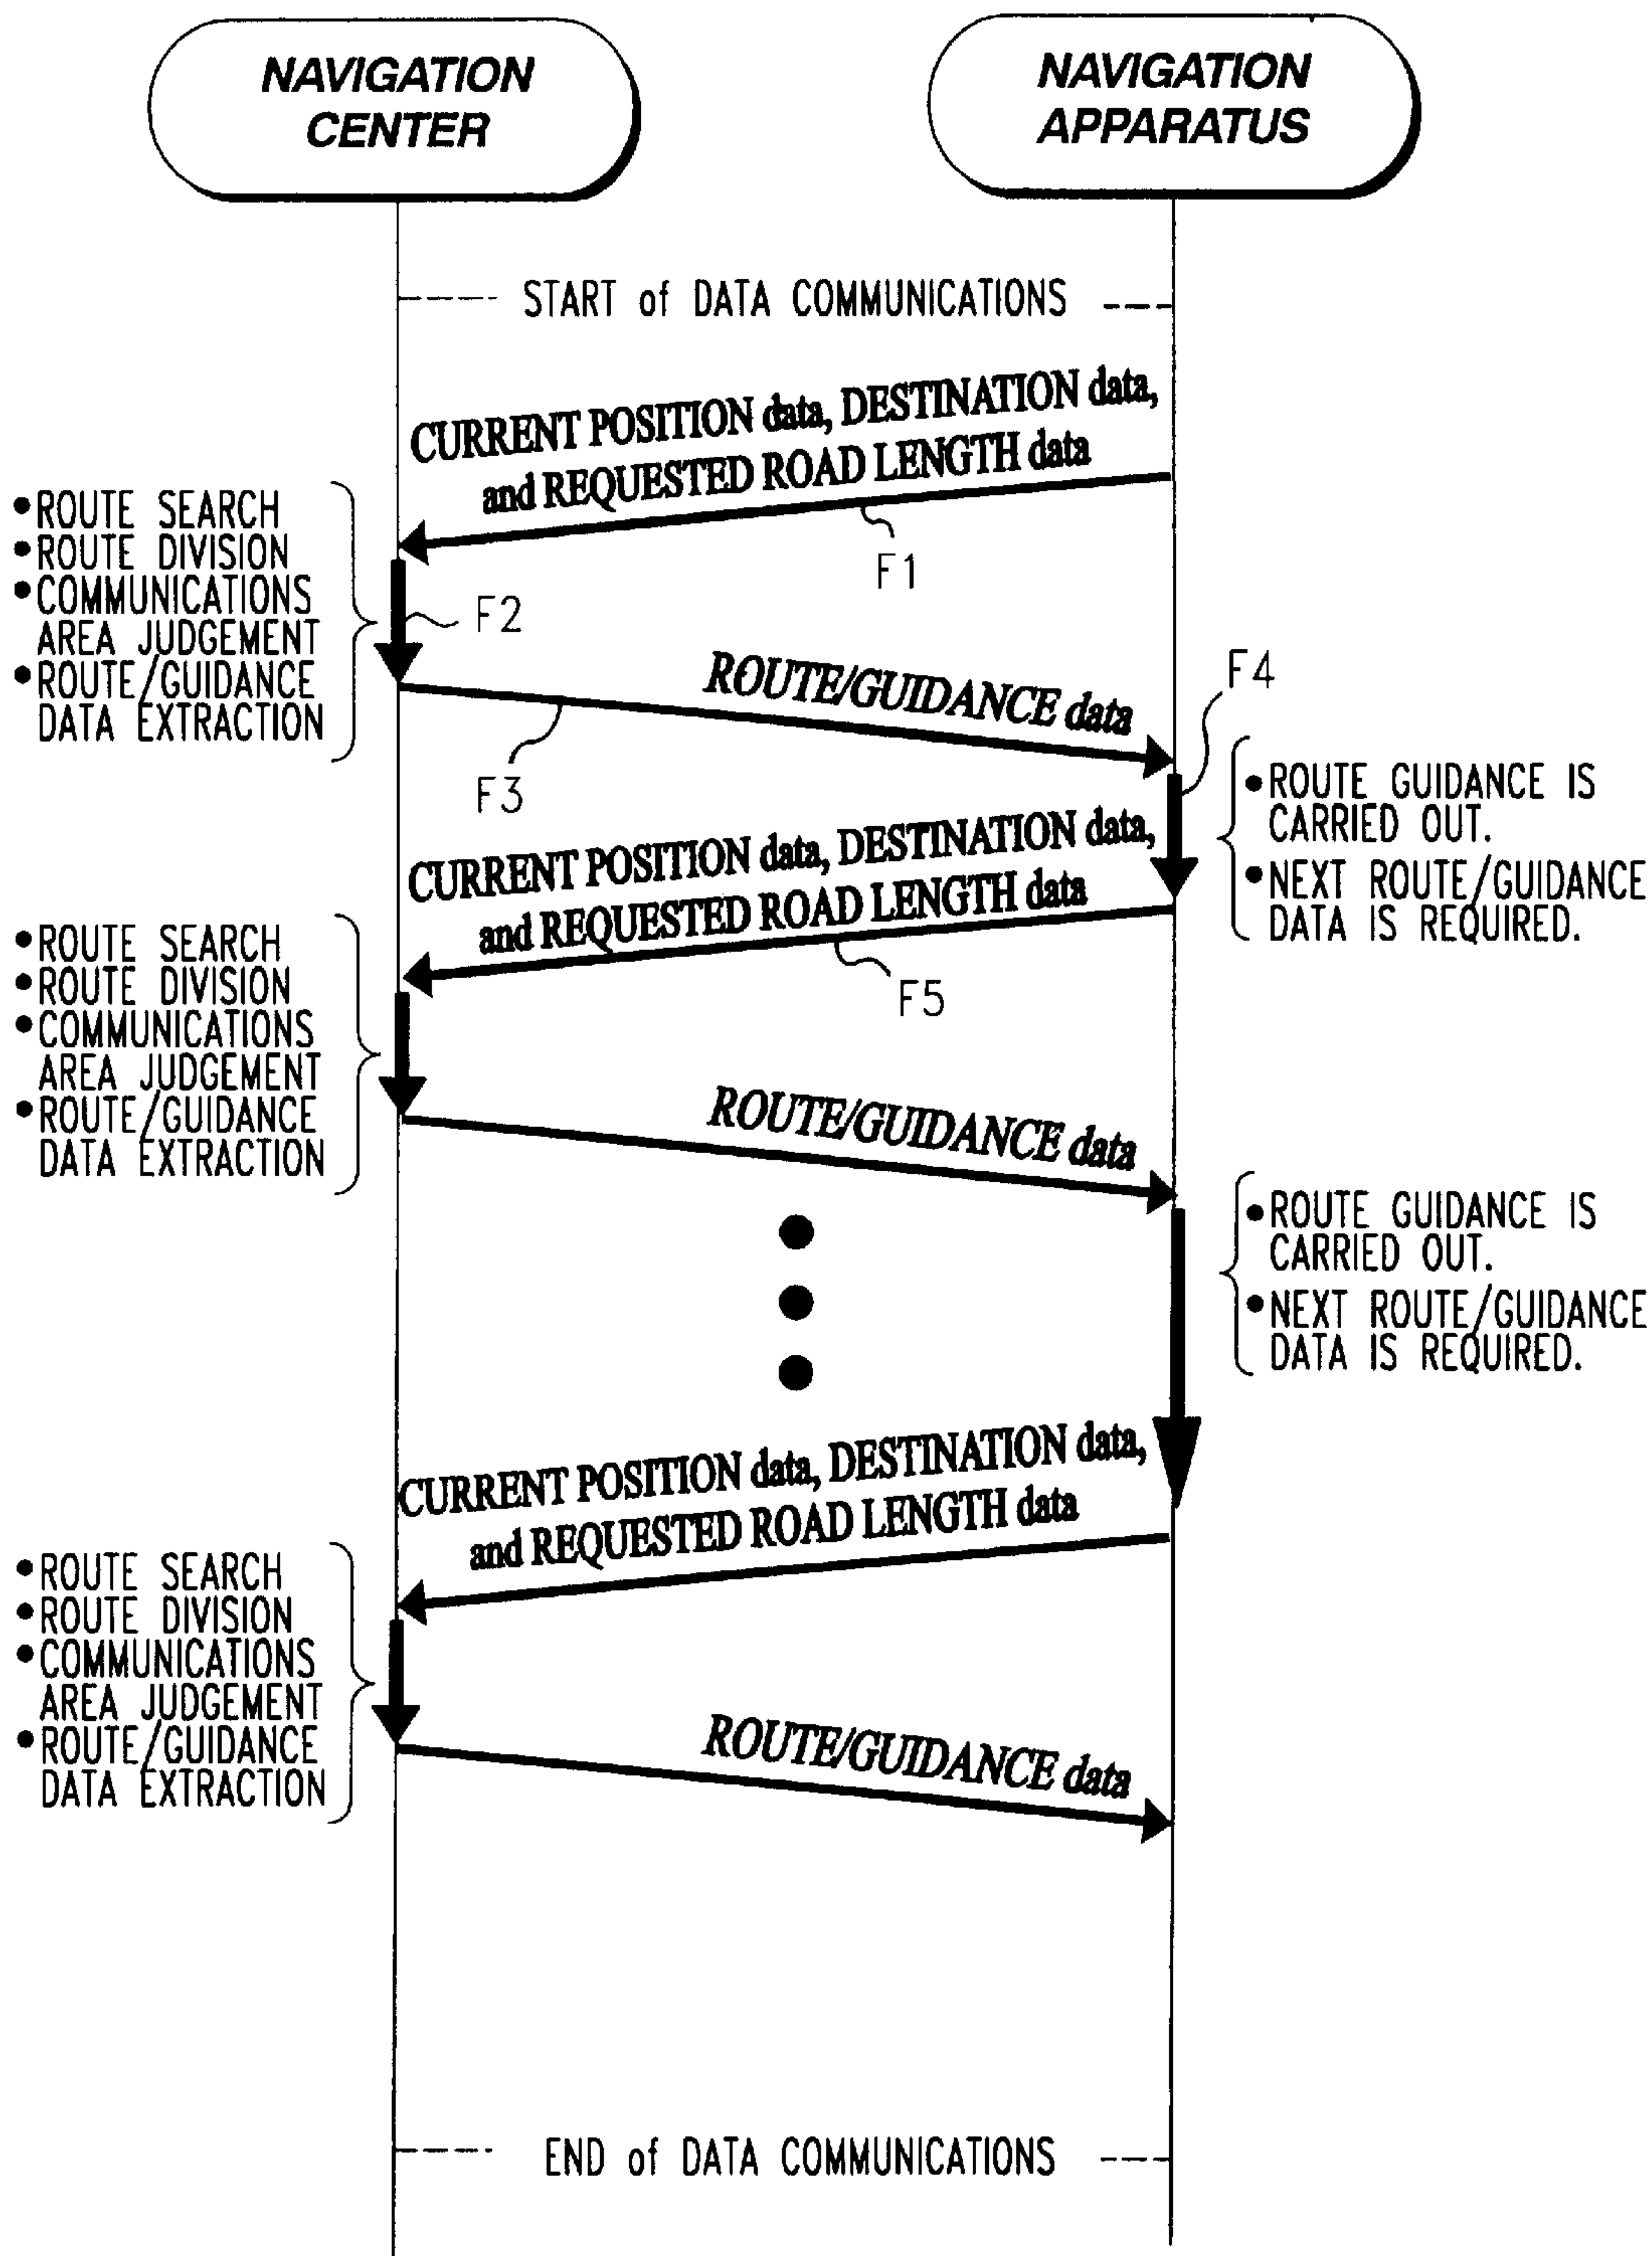 NAVIGATION
CENTER
NAVIGATION
APPARATUS
START of DATA COMMUNICATIONS
CURRENT POSITION data, DESTINATION data,
and REQUESTED ROAD LENGTH data
F1
•ROUTE SEARCH
•ROUTE DIVISION
•COMMUNICATIONS
AREA JUDGEMENT
•ROUTE/GUIDANCE
DATA EXTRACTION
F2
ROUTE/GUIDANCE data
F3
F4
•ROUTE GUIDANCE IS
CARRIED OUT.
•NEXT ROUTE/GUIDANCE
DATA IS REQUIRED.
CURRENT POSITION data, DESTINATION data,
and REQUESTED ROAD LENGTH data
F5
•ROUTE SEARCH
•ROUTE DIVISION
•COMMUNICATIONS
AREA JUDGEMENT
•ROUTE/GUIDANCE
DATA EXTRACTION
ROUTE/GUIDANCE data
•ROUTE GUIDANCE IS
CARRIED OUT.
•NEXT ROUTE/GUIDANCE
DATA IS REQUIRED.
CURRENT POSITION data, DESTINATION data,
and REQUESTED ROAD LENGTH data
•ROUTE SEARCH
•ROUTE DIVISION
•COMMUNICATIONS
AREA JUDGEMENT
•ROUTE/GUIDANCE
DATA EXTRACTION
ROUTE/GUIDANCE data
END of DATA COMMUNICATIONS